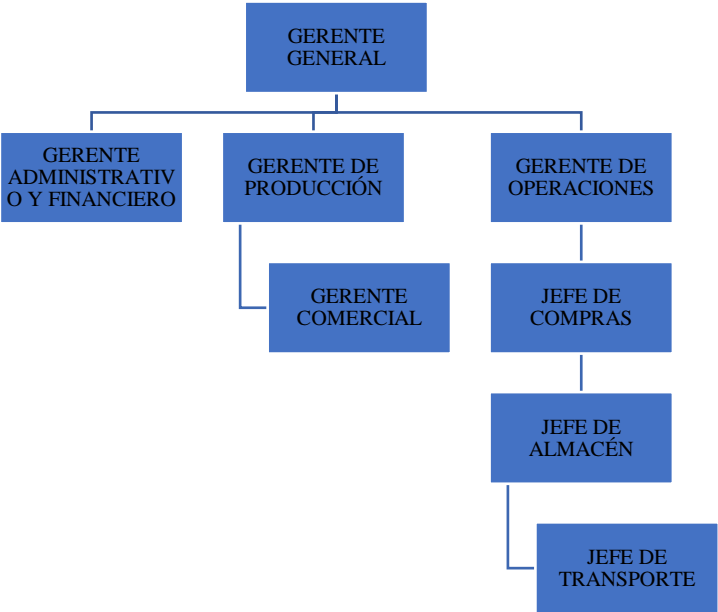 GERENTE
GENERAL
GERENTE
ADMINISTRATIV
O Y FINANCIERO
GERENTE DE
PRODUCCIÓN
GERENTE DE
OPERACIONES
GERENTE
COMERCIAL
JEFE DE
COMPRAS
JEFE DE
ALMACÉN
JEFE DE
TRANSPORTE